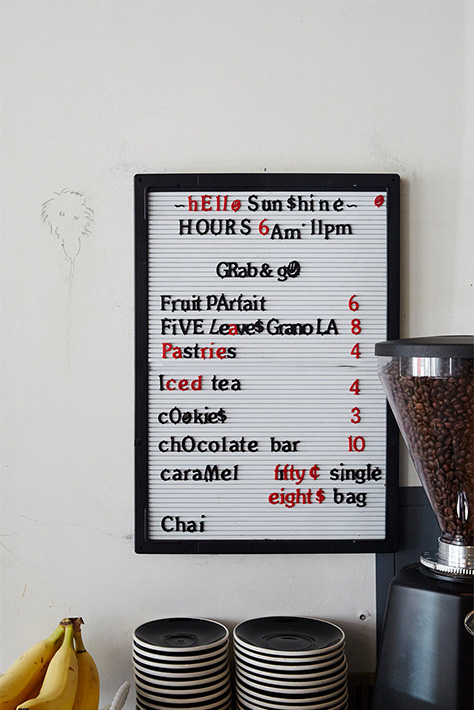 ~hEllo Sun$hine~
HOURS 6Am-11pm
GRab & gO
Fruit PArfait 6
FiVE Leave$ GranoLA 8
Pastries 4
Iced tea 4
cOokie$ 3
chOcolate bar 10
caraMel fifty ¢ single
eight $ bag
Chai